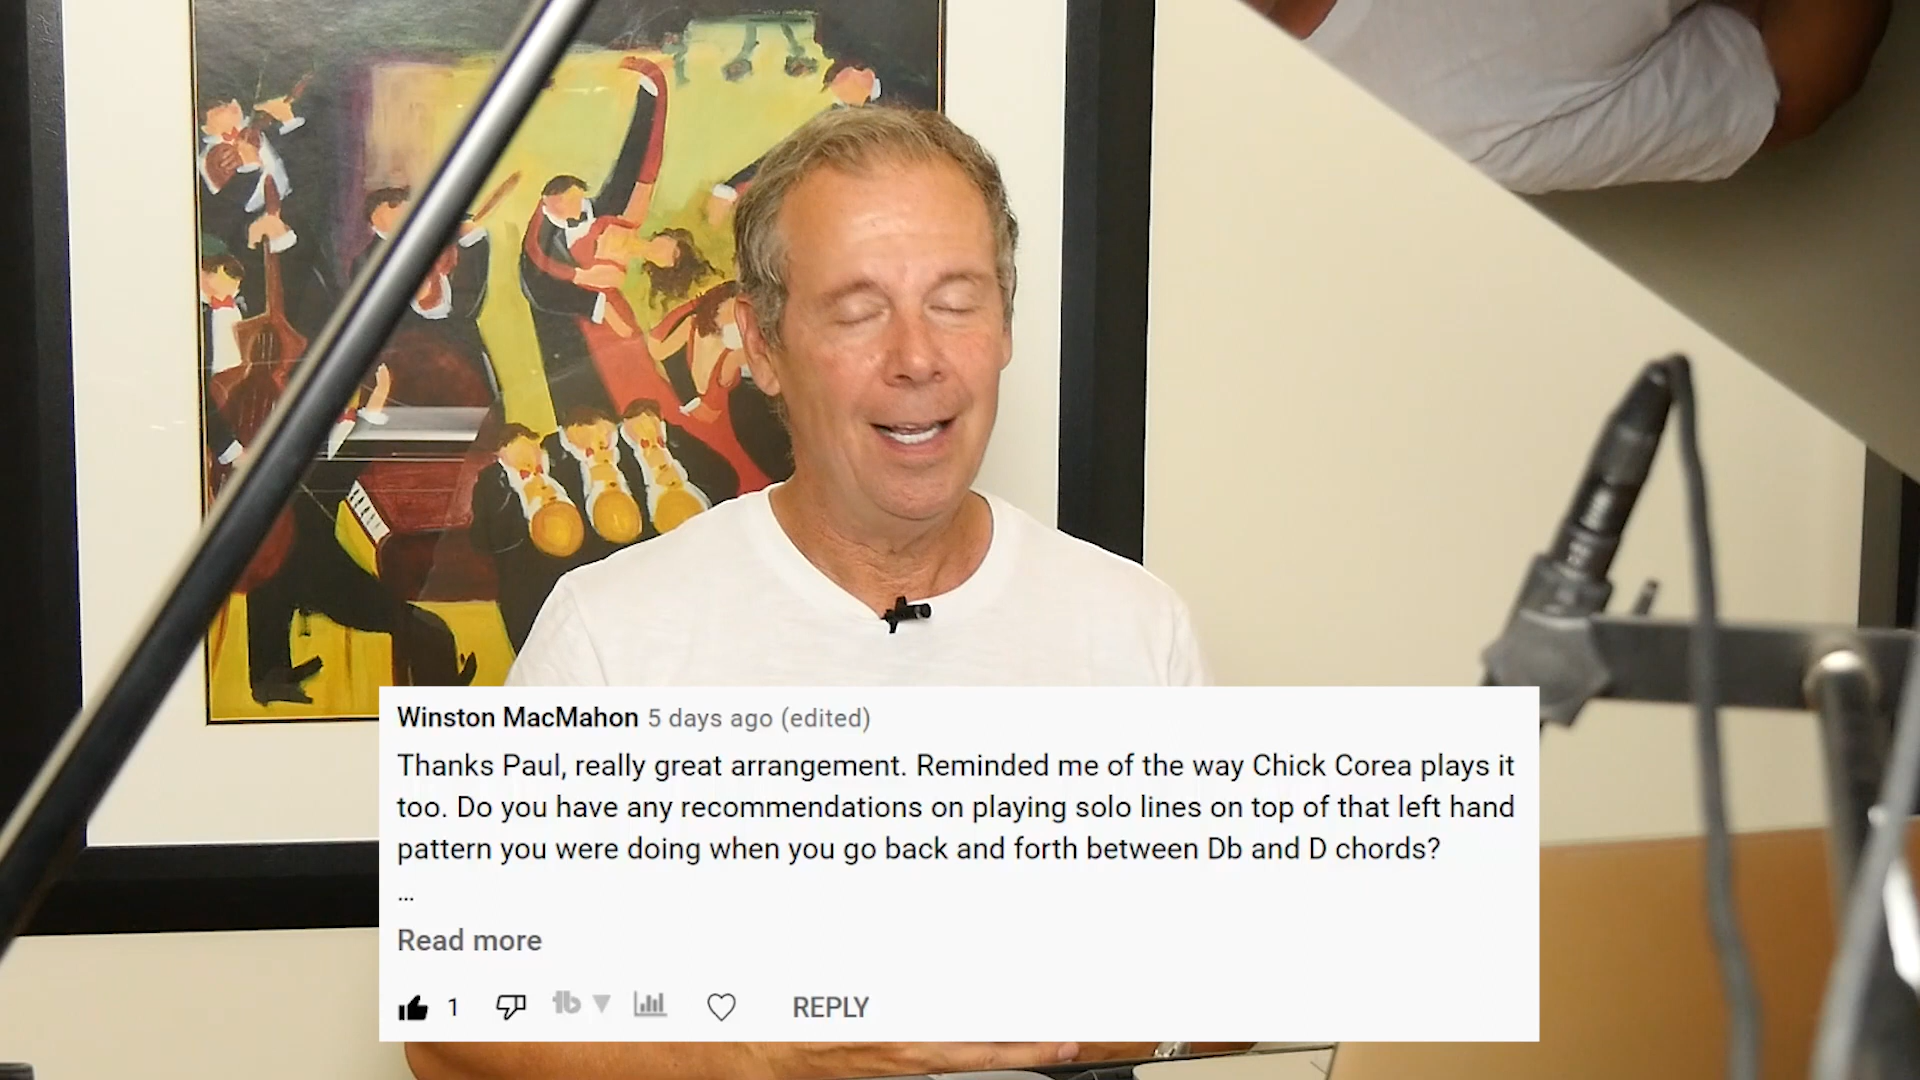 Winston MacMahon 5 days ago (edited)
Thanks Paul, really great arrangement. Reminded me of the way Chick Corea plays it
too. Do you have any recommendations on playing solo lines on top of that left hand
pattern you were doing when you go back and forth between Db and D chords?
...
Read more
1 tb REPLY